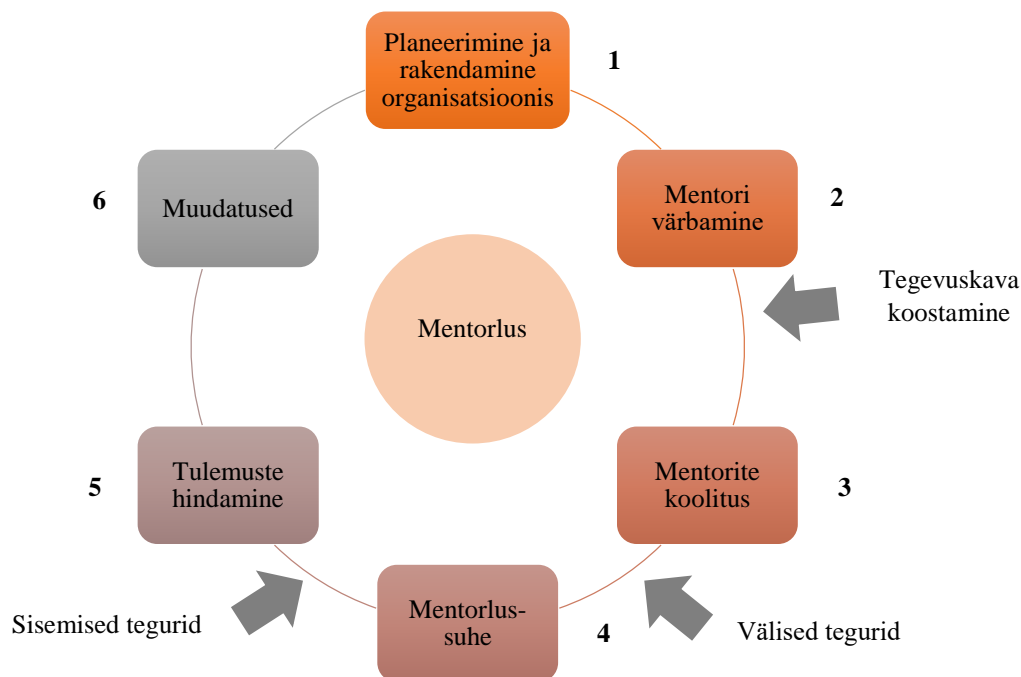 Planeerimine ja
rakendamine
organisatsioonis
1
Mentori
värbamine
2
Tegevuskava
koostamine
Mentorite
koolitus
3
Välised tegurid
Mentorlus-
suhe
4
Sisemised tegurid
Tulemuste
hindamine
5
Muudatused
6
Mentorlus